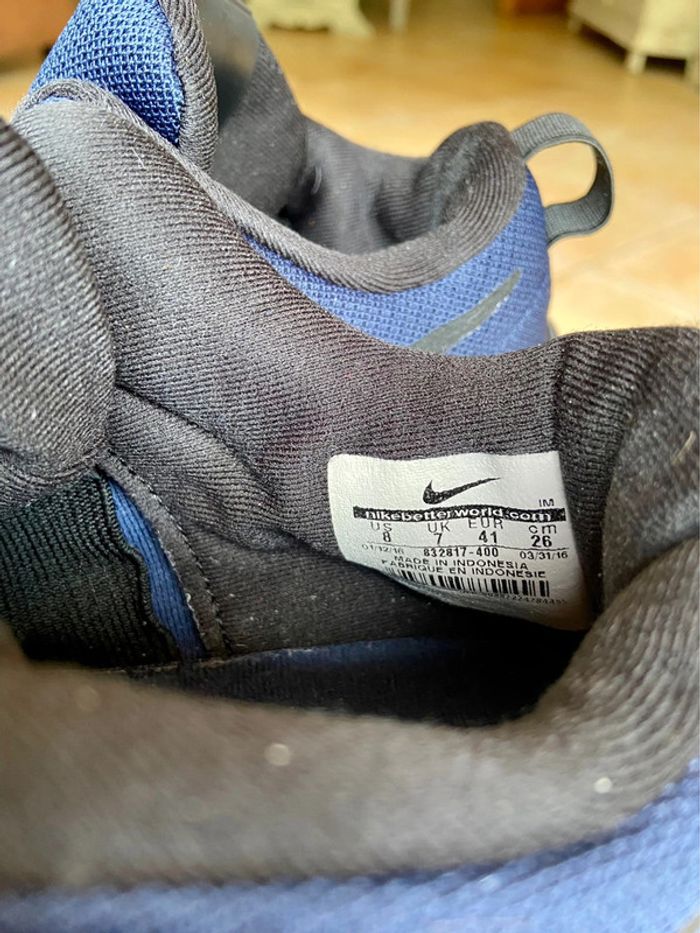 nikebetterworld.com IM
US UK EUR cm
8 7 41 26
01/12/16 832817-400 03/31/16
MADE IN INDONESIA
FABRIQUE EN INDONESIE